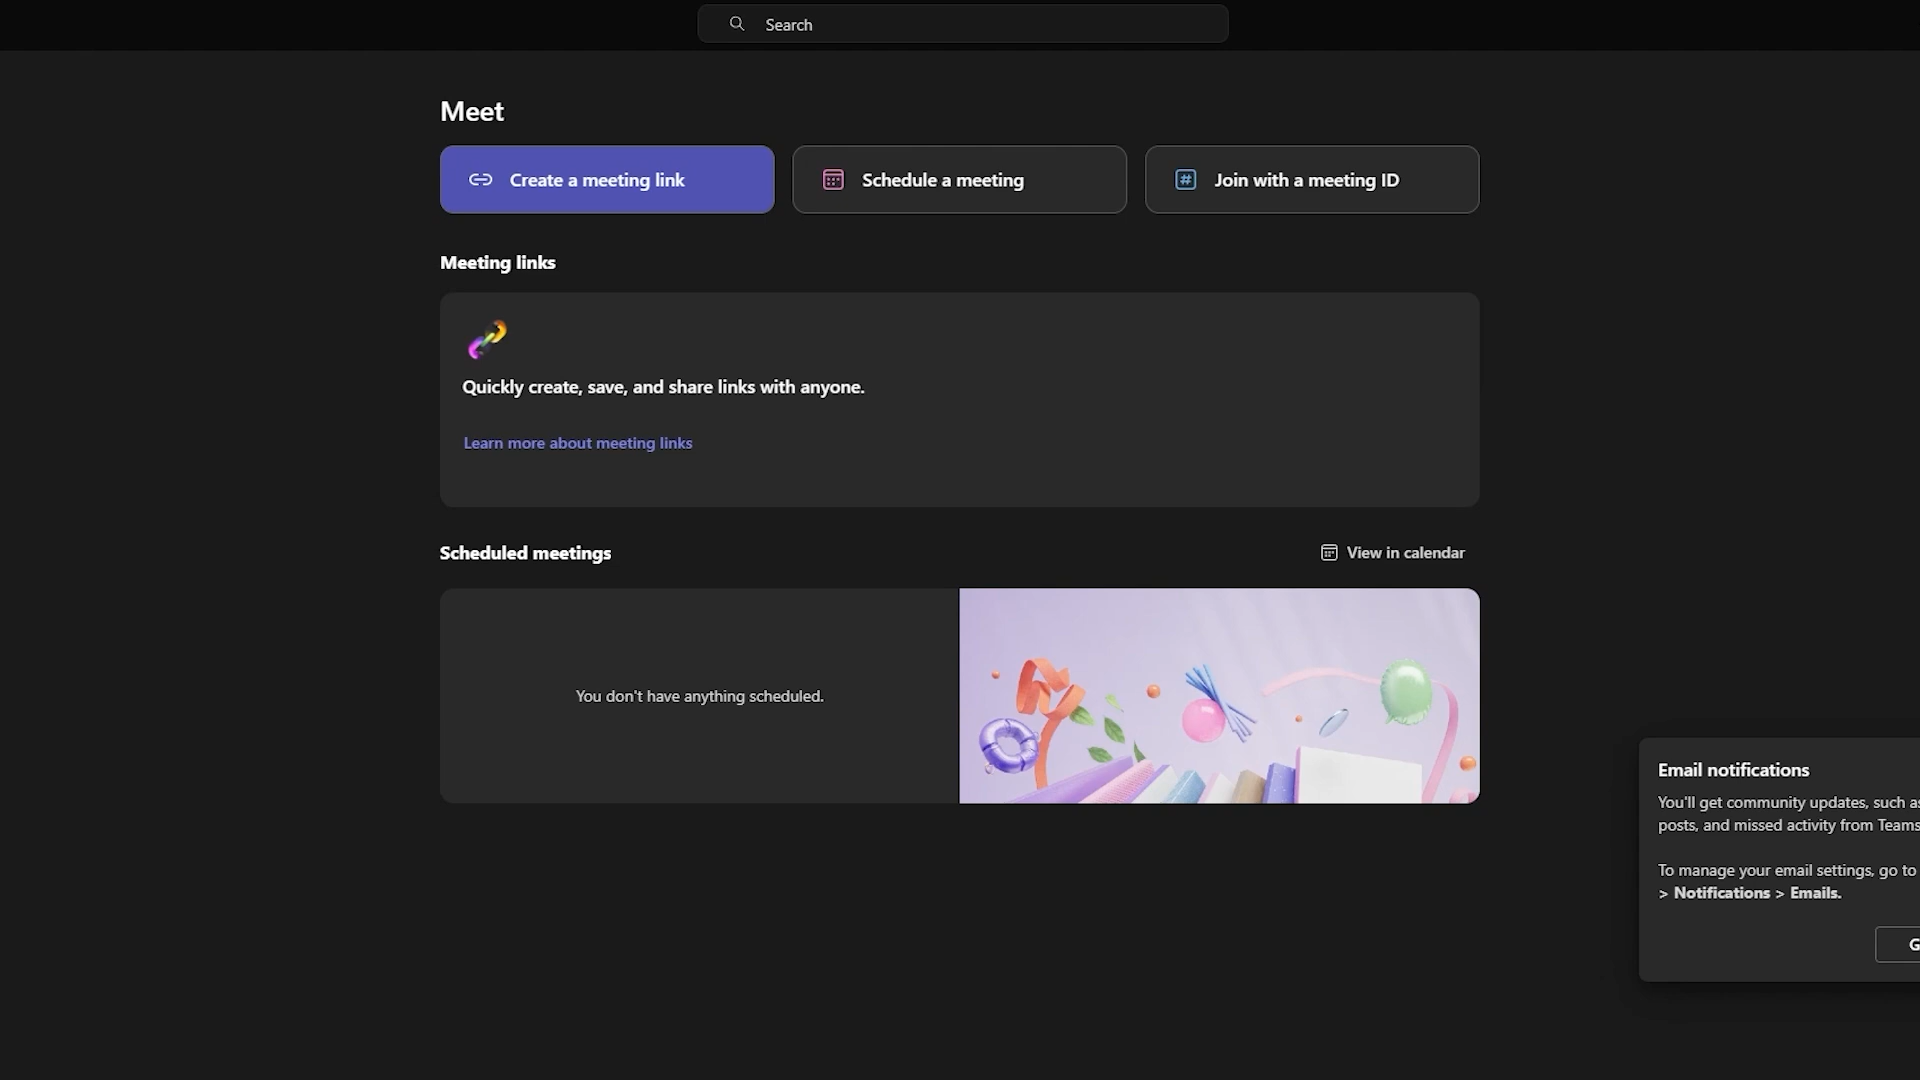 Search
Meet
Create a meeting link
Schedule a meeting
Join with a meeting ID
Meeting links
Quickly create, save, and share links with anyone.
Learn more about meeting links
Scheduled meetings
View in calendar
You don't have anything scheduled.
Email notifications
You'll get community updates, such as
posts, and missed activity from Teams
To manage your email settings, go to
> Notifications > Emails.
G